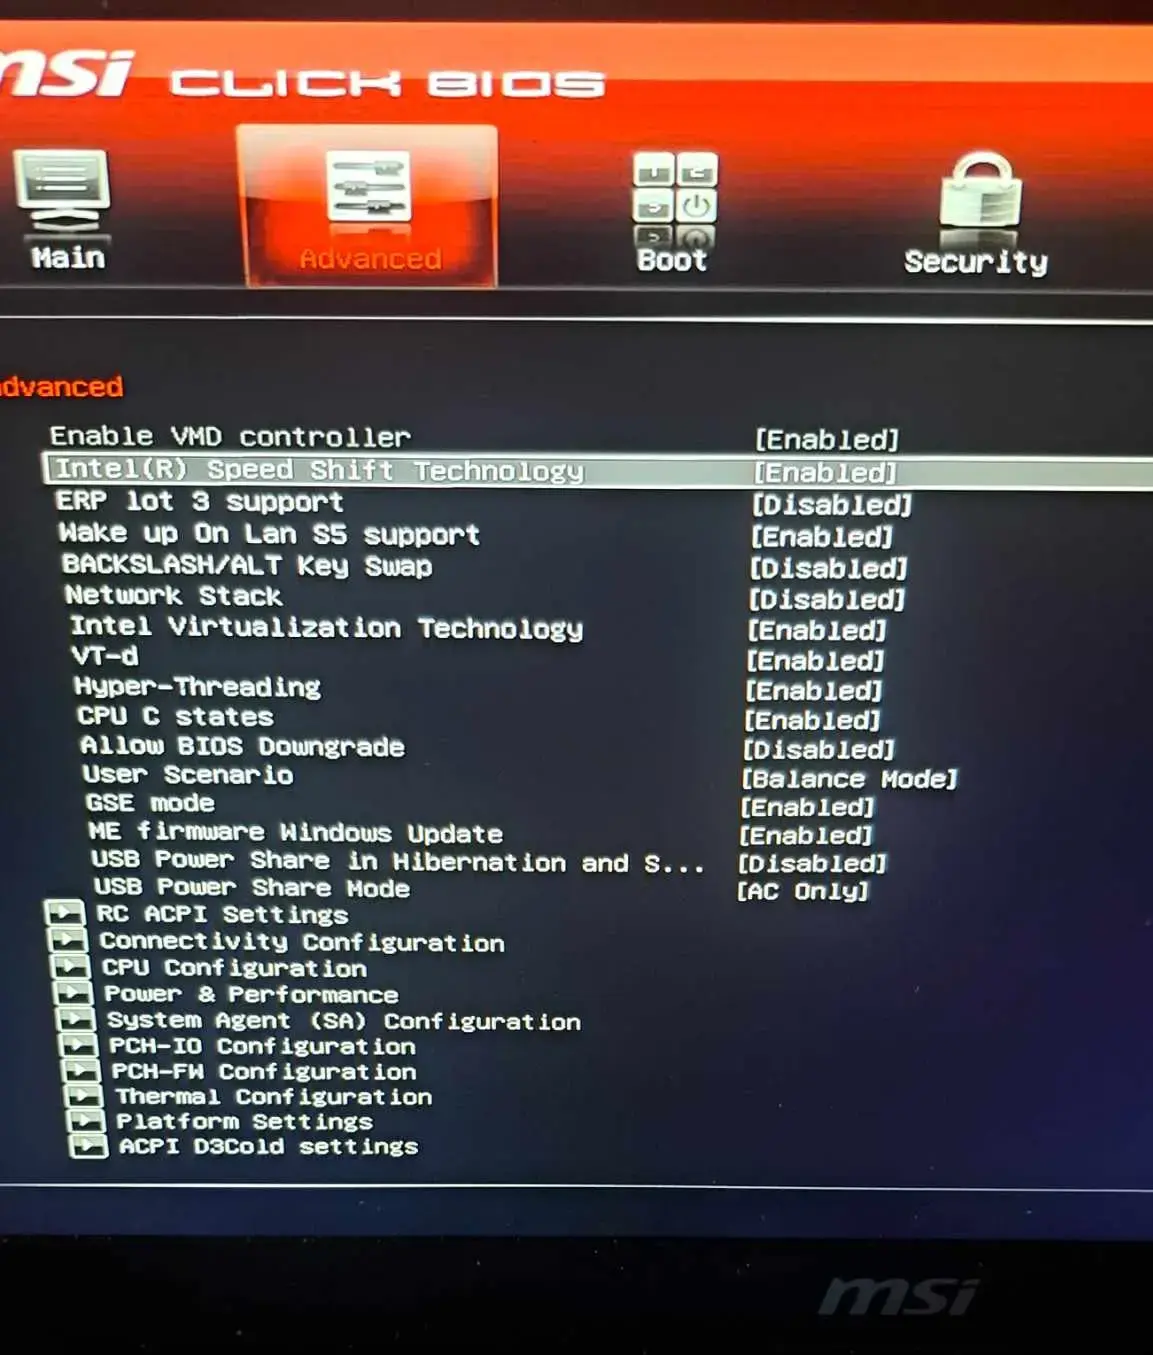 msi CLICK BIOS
Main
Advanced
Boot
Security
Advanced
Enable VMD controller [Enabled]
Intel(R) Speed Shift Technology [Enabled]
ERP lot 3 support [Disabled]
Wake up On Lan S5 support [Enabled]
BACKSLASH/ALT Key Swap [Disabled]
Network Stack [Disabled]
Intel Virtualization Technology [Enabled]
VT-d [Enabled]
Hyper-Threading [Enabled]
CPU C states [Enabled]
Allow BIOS Downgrade [Disabled]
User Scenario [Balance Mode]
GSE mode [Enabled]
ME firmware Windows Update [Enabled]
USB Power Share in Hibernation and S... [Disabled]
USB Power Share Mode [AC Only]
RC ACPI Settings
Connectivity Configuration
CPU Configuration
Power & Performance
System Agent (SA) Configuration
PCH-IO Configuration
PCH-FW Configuration
Thermal Configuration
Platform Settings
ACPI D3Cold settings
msi